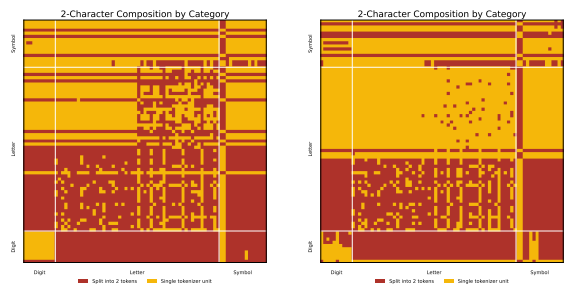 2-Character Composition by Category
Symbol
Letter
Digit
Digit Letter Symbol
Split into 2 tokens Single tokenizer unit
2-Character Composition by Category
Symbol
Letter
Digit
Digit Letter Symbol
Split into 2 tokens Single tokenizer unit